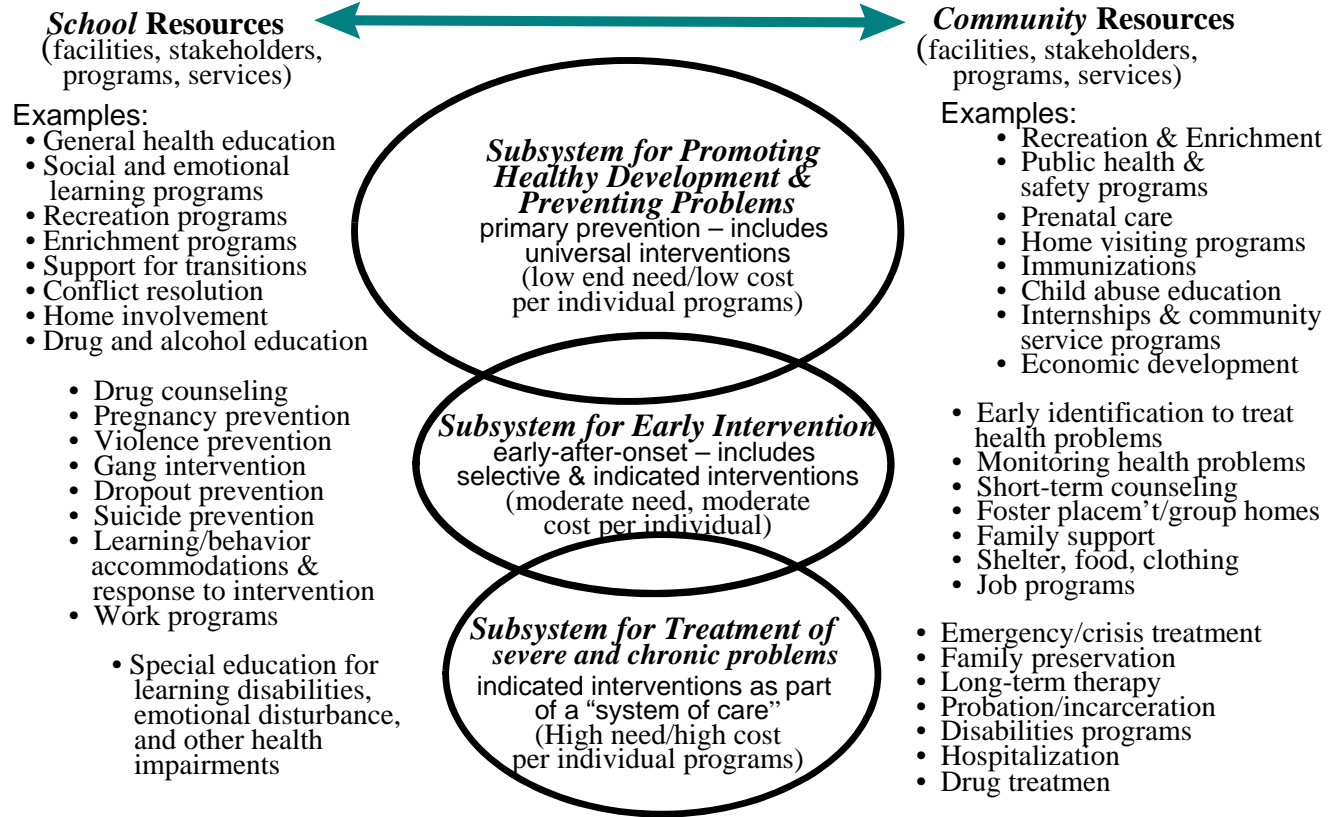 School Resources
(facilities, stakeholders,
programs, services)
Examples:
• General health education
• Social and emotional
learning programs
• Recreation programs
• Enrichment programs
• Support for transitions
• Conflict resolution
• Home involvement
• Drug and alcohol education
• Drug counseling
• Pregnancy prevention
• Violence prevention
• Gang intervention
• Dropout prevention
• Suicide prevention
• Learning/behavior
accommodations &
response to intervention
• Work programs
• Special education for
learning disabilities,
emotional disturbance,
and other health
impairments
Subsystem for Promoting
Healthy Development &
Preventing Problems
primary prevention – includes
universal interventions
(low end need/low cost
per individual programs)
Subsystem for Early Intervention
early-after-onset – includes
selective & indicated interventions
(moderate need, moderate
cost per individual)
Subsystem for Treatment of
severe and chronic problems
indicated interventions as part
of a “system of care”
(High need/high cost
per individual programs)
Community Resources
(facilities, stakeholders,
programs, services)
Examples:
• Recreation & Enrichment
• Public health &
safety programs
• Prenatal care
• Home visiting programs
• Immunizations
• Child abuse education
• Internships & community
service programs
• Economic development
• Early identification to treat
health problems
• Monitoring health problems
• Short-term counseling
• Foster placem’t/group homes
• Family support
• Shelter, food, clothing
• Job programs
• Emergency/crisis treatment
• Family preservation
• Long-term therapy
• Probation/incarceration
• Disabilities programs
• Hospitalization
• Drug treatmen